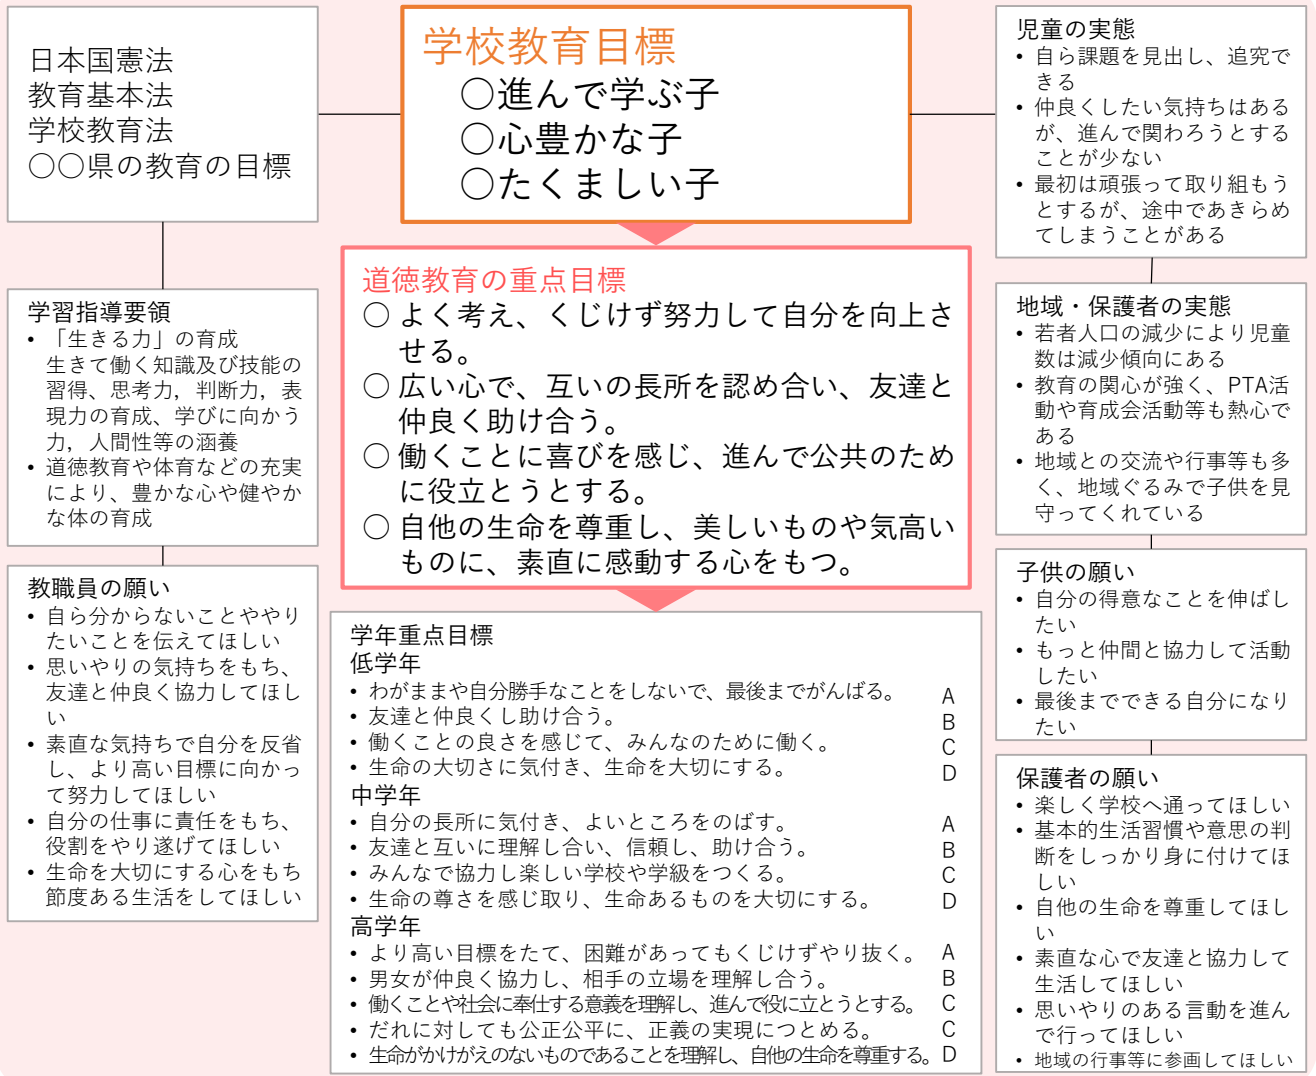 日本国憲法
教育基本法
学校教育法
○○県の教育の目標
学習指導要領
• 「生きる力」の育成
生きて働く知識及び技能の
習得、思考力，判断力，表
現力の育成、学びに向かう
力，人間性等の涵養
• 道徳教育や体育などの充実
により、豊かな心や健やか
な体の育成
教職員の願い
• 自ら分からないことややり
たいことを伝えてほしい
• 思いやりの気持ちをもち、
友達と仲良く協力してほし
い
• 素直な気持ちで自分を反省
し、より高い目標に向かっ
て努力してほしい
• 自分の仕事に責任をもち、
役割をやり遂げてほしい
• 生命を大切にする心をもち
節度ある生活をしてほしい
学校教育目標
○進んで学ぶ子
○心豊かな子
○たくましい子
道徳教育の重点目標
○ よく考え、くじけず努力して自分を向上さ
せる。
○ 広い心で、互いの長所を認め合い、友達と
仲良く助け合う。
○ 働くことに喜びを感じ、進んで公共のため
に役立とうとする。
○ 自他の生命を尊重し、美しいものや気高い
ものに、素直に感動する心をもつ。
学年重点目標
低学年
• わがままや自分勝手なことをしないで、最後までがんばる。 A
• 友達と仲良くし助け合う。 B
• 働くことの良さを感じて、みんなのために働く。 C
• 生命の大切さに気付き、生命を大切にする。 D
中学年
• 自分の長所に気付き、よいところをのばす。 A
• 友達と互いに理解し合い、信頼し、助け合う。 B
• みんなで協力し楽しい学校や学級をつくる。 C
• 生命の尊さを感じ取り、生命あるものを大切にする。 D
高学年
• より高い目標をたて、困難があってもくじけずやり抜く。 A
• 男女が仲良く協力し、相手の立場を理解し合う。 B
• 働くことや社会に奉仕する意義を理解し、進んで役に立とうとする。 C
• だれに対しても公正公平に、正義の実現につとめる。 C
• 生命がかけがえのないものであることを理解し、自他の生命を尊重する。 D
児童の実態
• 自ら課題を見出し、追究で
きる
• 仲良くしたい気持ちはある
が、進んで関わろうとする
ことが少ない
• 最初は頑張って取り組もう
とするが、途中であきらめ
てしまうことがある
地域・保護者の実態
• 若者人口の減少により児童
数は減少傾向にある
• 教育の関心が強く、PTA活
動や育成会活動等も熱心で
ある
• 地域との交流や行事等も多
く、地域ぐるみで子供を見
守ってくれている
子供の願い
• 自分の得意なことを伸ばし
たい
• もっと仲間と協力して活動
したい
• 最後までできる自分になり
たい
保護者の願い
• 楽しく学校へ通ってほしい
• 基本的生活習慣や意思の判
断をしっかり身に付けてほ
しい
• 自他の生命を尊重してほし
い
• 素直な心で友達と協力して
生活してほしい
• 思いやりのある言動を進ん
で行ってほしい
• 地域の行事等に参画してほしい